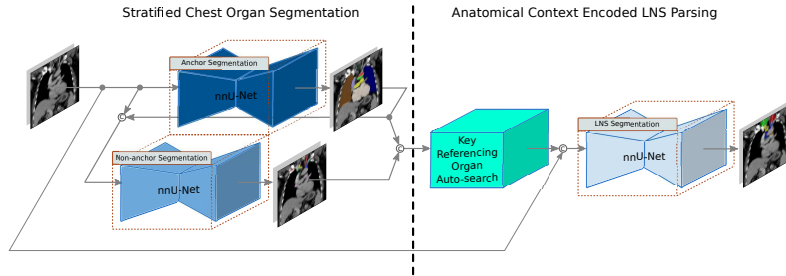 Stratified Chest Organ Segmentation
Anatomical Context Encoded LNS Parsing
Anchor Segmentation
nnU-Net
©
Non-anchor Segmentation
nnU-Net
©
Key
Referencing
Organ
Auto-search
©
LNS Segmentation
nnU-Net